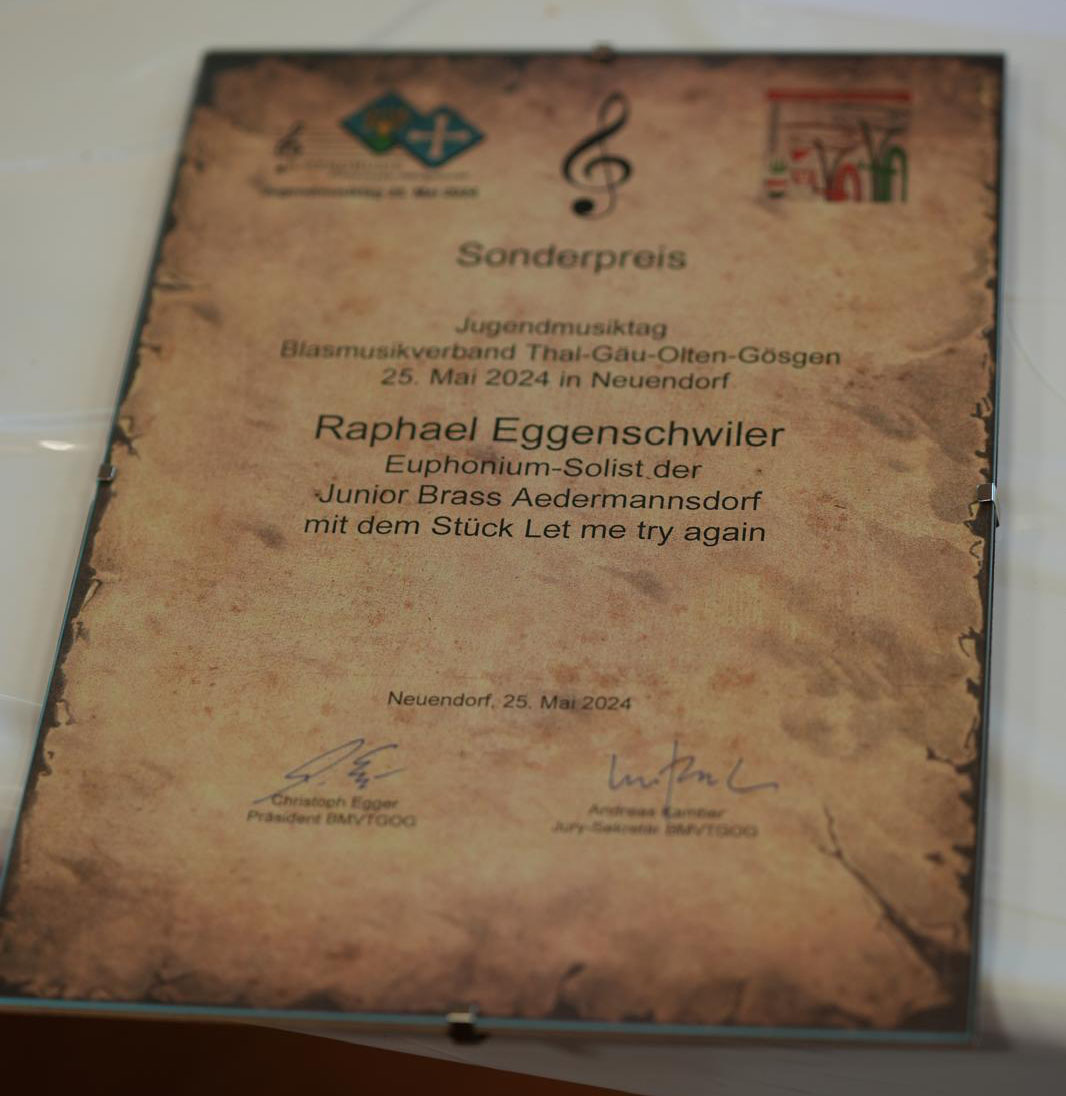 Sonderpreis
Jugendmusiktag
Blasmusikverband Thal-Gäu-Olten-Gösgen
25. Mai 2024 in Neuendorf
Raphael Eggenschwiler
Euphonium-Solist der
Junior Brass Aedermannsdorf
mit dem Stück Let me try again
Neuendorf, 25. Mai 2024
Christoph Egger
Präsident BMVTGOG
Andreas Kamber
Jury-Sekretär BMVTGOG